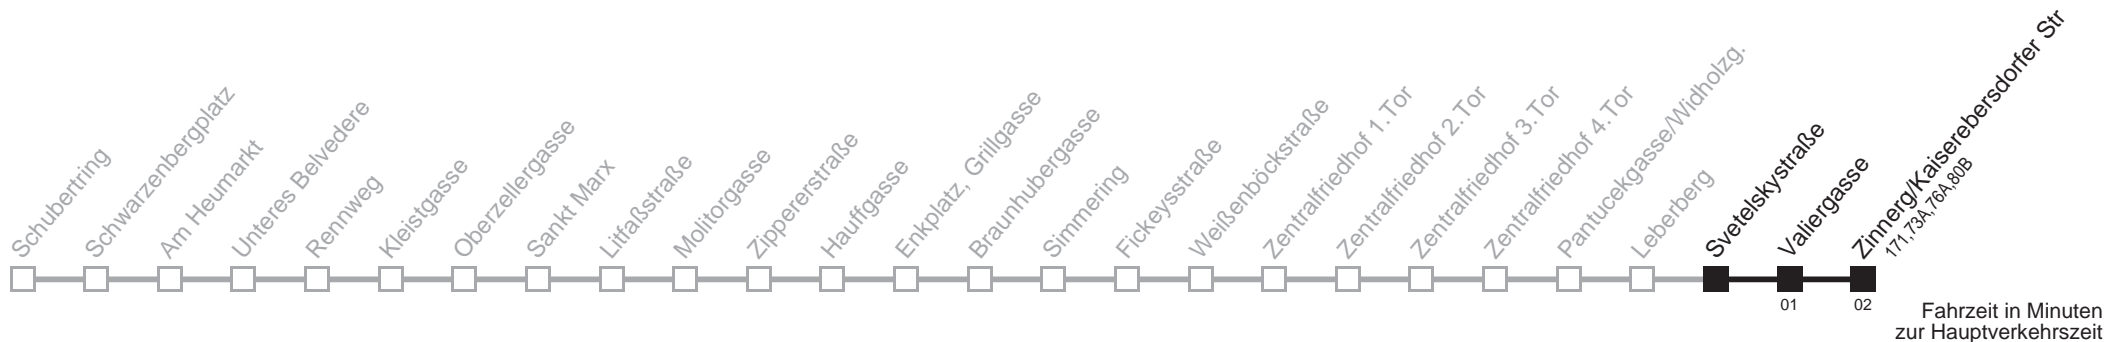 Schubertring
Schwarzenbergplatz
Am Heumarkt
Unteres Belvedere
Rennweg
Kleistgasse
Oberzellergasse
Sankt Marx
Litfaßstraße
Molitorgasse
Zippererstraße
Hauffgasse
Enkplatz, Grillgasse
Braunhubergasse
Simmering
Fickeysstraße
Weißenböckstraße
Zentralfriedhof 1.Tor
Zentralfriedhof 2.Tor
Zentralfriedhof 3.Tor
Zentralfriedhof 4.Tor
Pantucekgasse/Widholzg.
Leberberg
Svetelskystraße
Valiergasse
Zinnerg/Kaiserebersdorfer Str
171,73A,76A,80B
01
02
Fahrzeit in Minuten
zur Hauptverkehrszeit